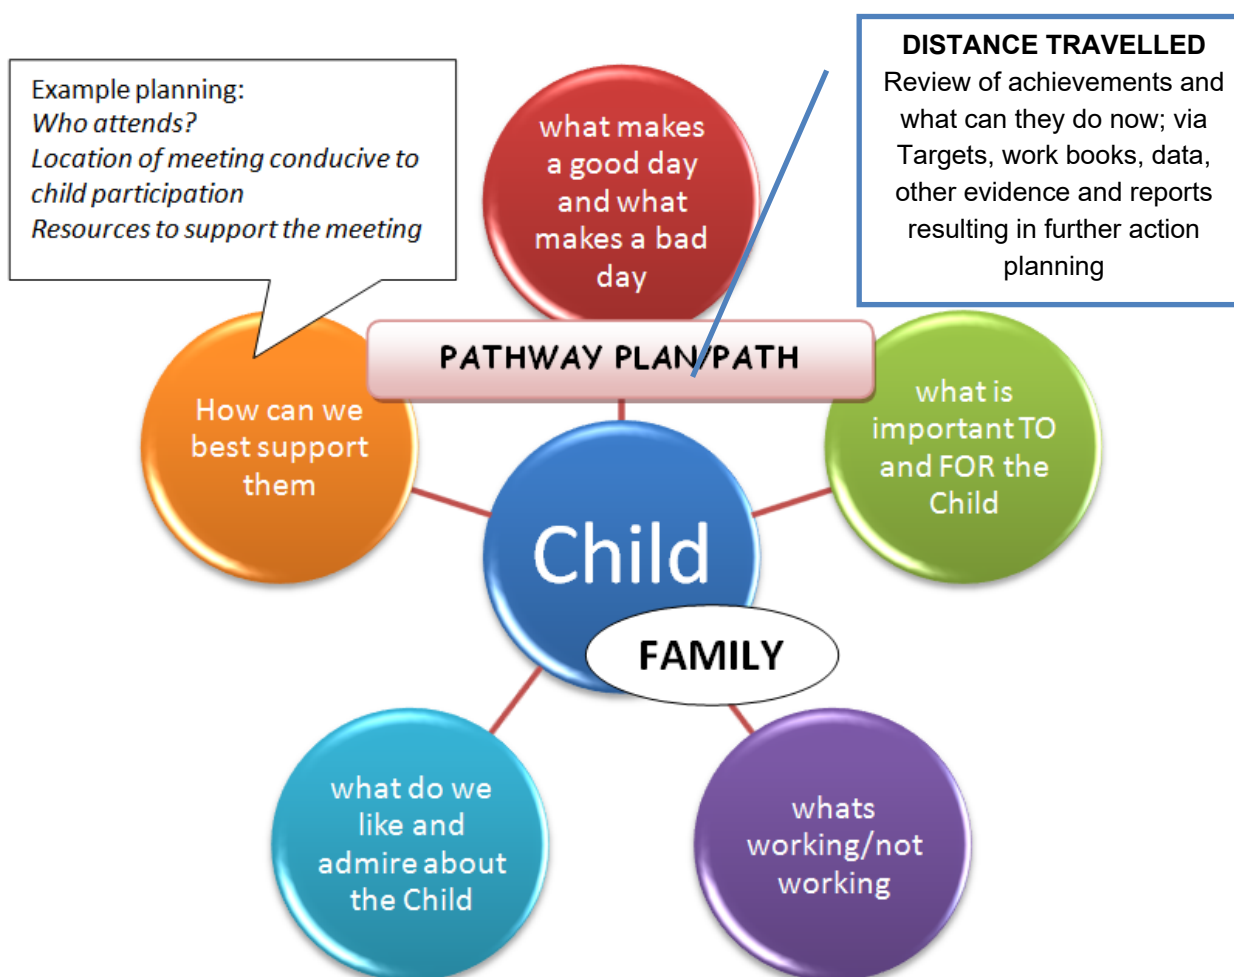 Example planning:
Who attends?
Location of meeting conducive to
child participation
Resources to support the meeting
what makes
a good day
and what
makes a bad
day
DISTANCE TRAVELLED
Review of achievements and
what can they do now; via
Targets, work books, data,
other evidence and reports
resulting in further action
planning
PATHWAY PLAN/PATH
How can we
best support
them
what is
important TO
and FOR the
Child
Child
FAMILY
what do we
like and
admire about
the Child
whats
working/not
working